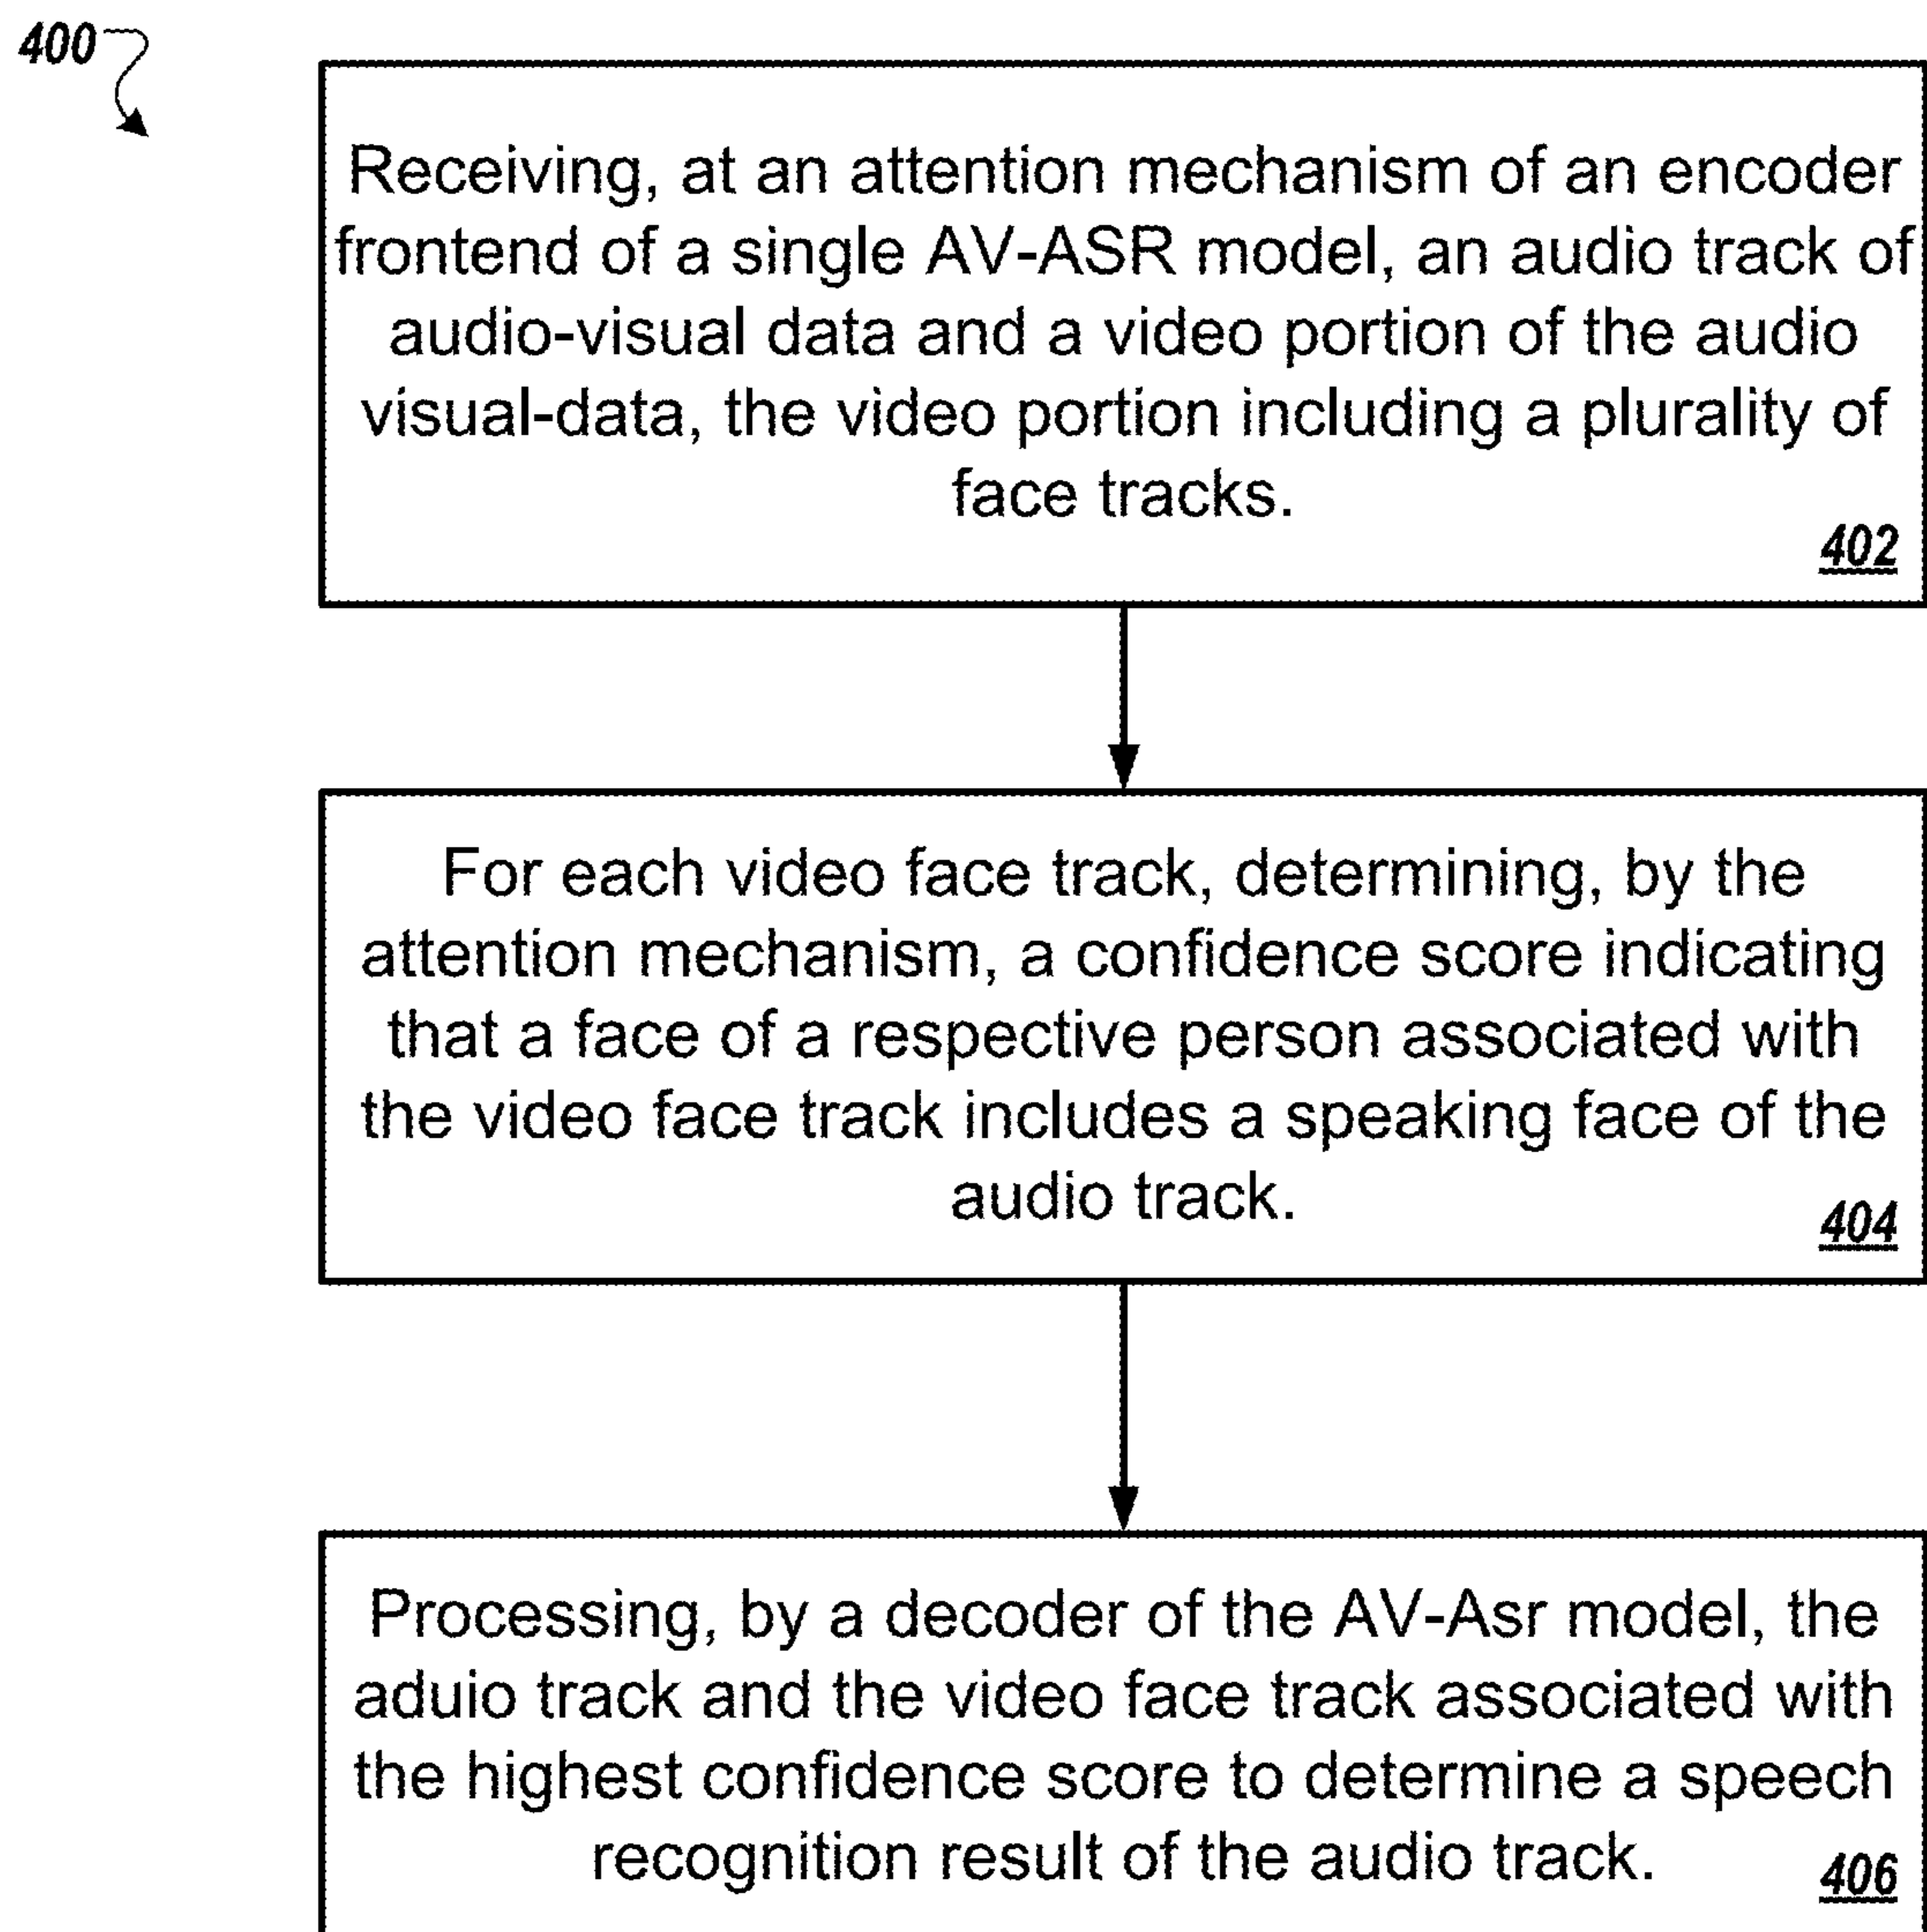 400
Receiving, at an attention mechanism of an encoder
frontend of a single AV-ASR model, an audio track of
audio-visual data and a video portion of the audio
visual-data, the video portion including a plurality of
face tracks.
402
For each video face track, determining, by the
attention mechanism, a confidence score indicating
that a face of a respective person associated with
the video face track includes a speaking face of the
audio track.
404
Processing, by a decoder of the AV-Asr model, the
aduio track and the video face track associated with
the highest confidence score to determine a speech
recognition result of the audio track.
406